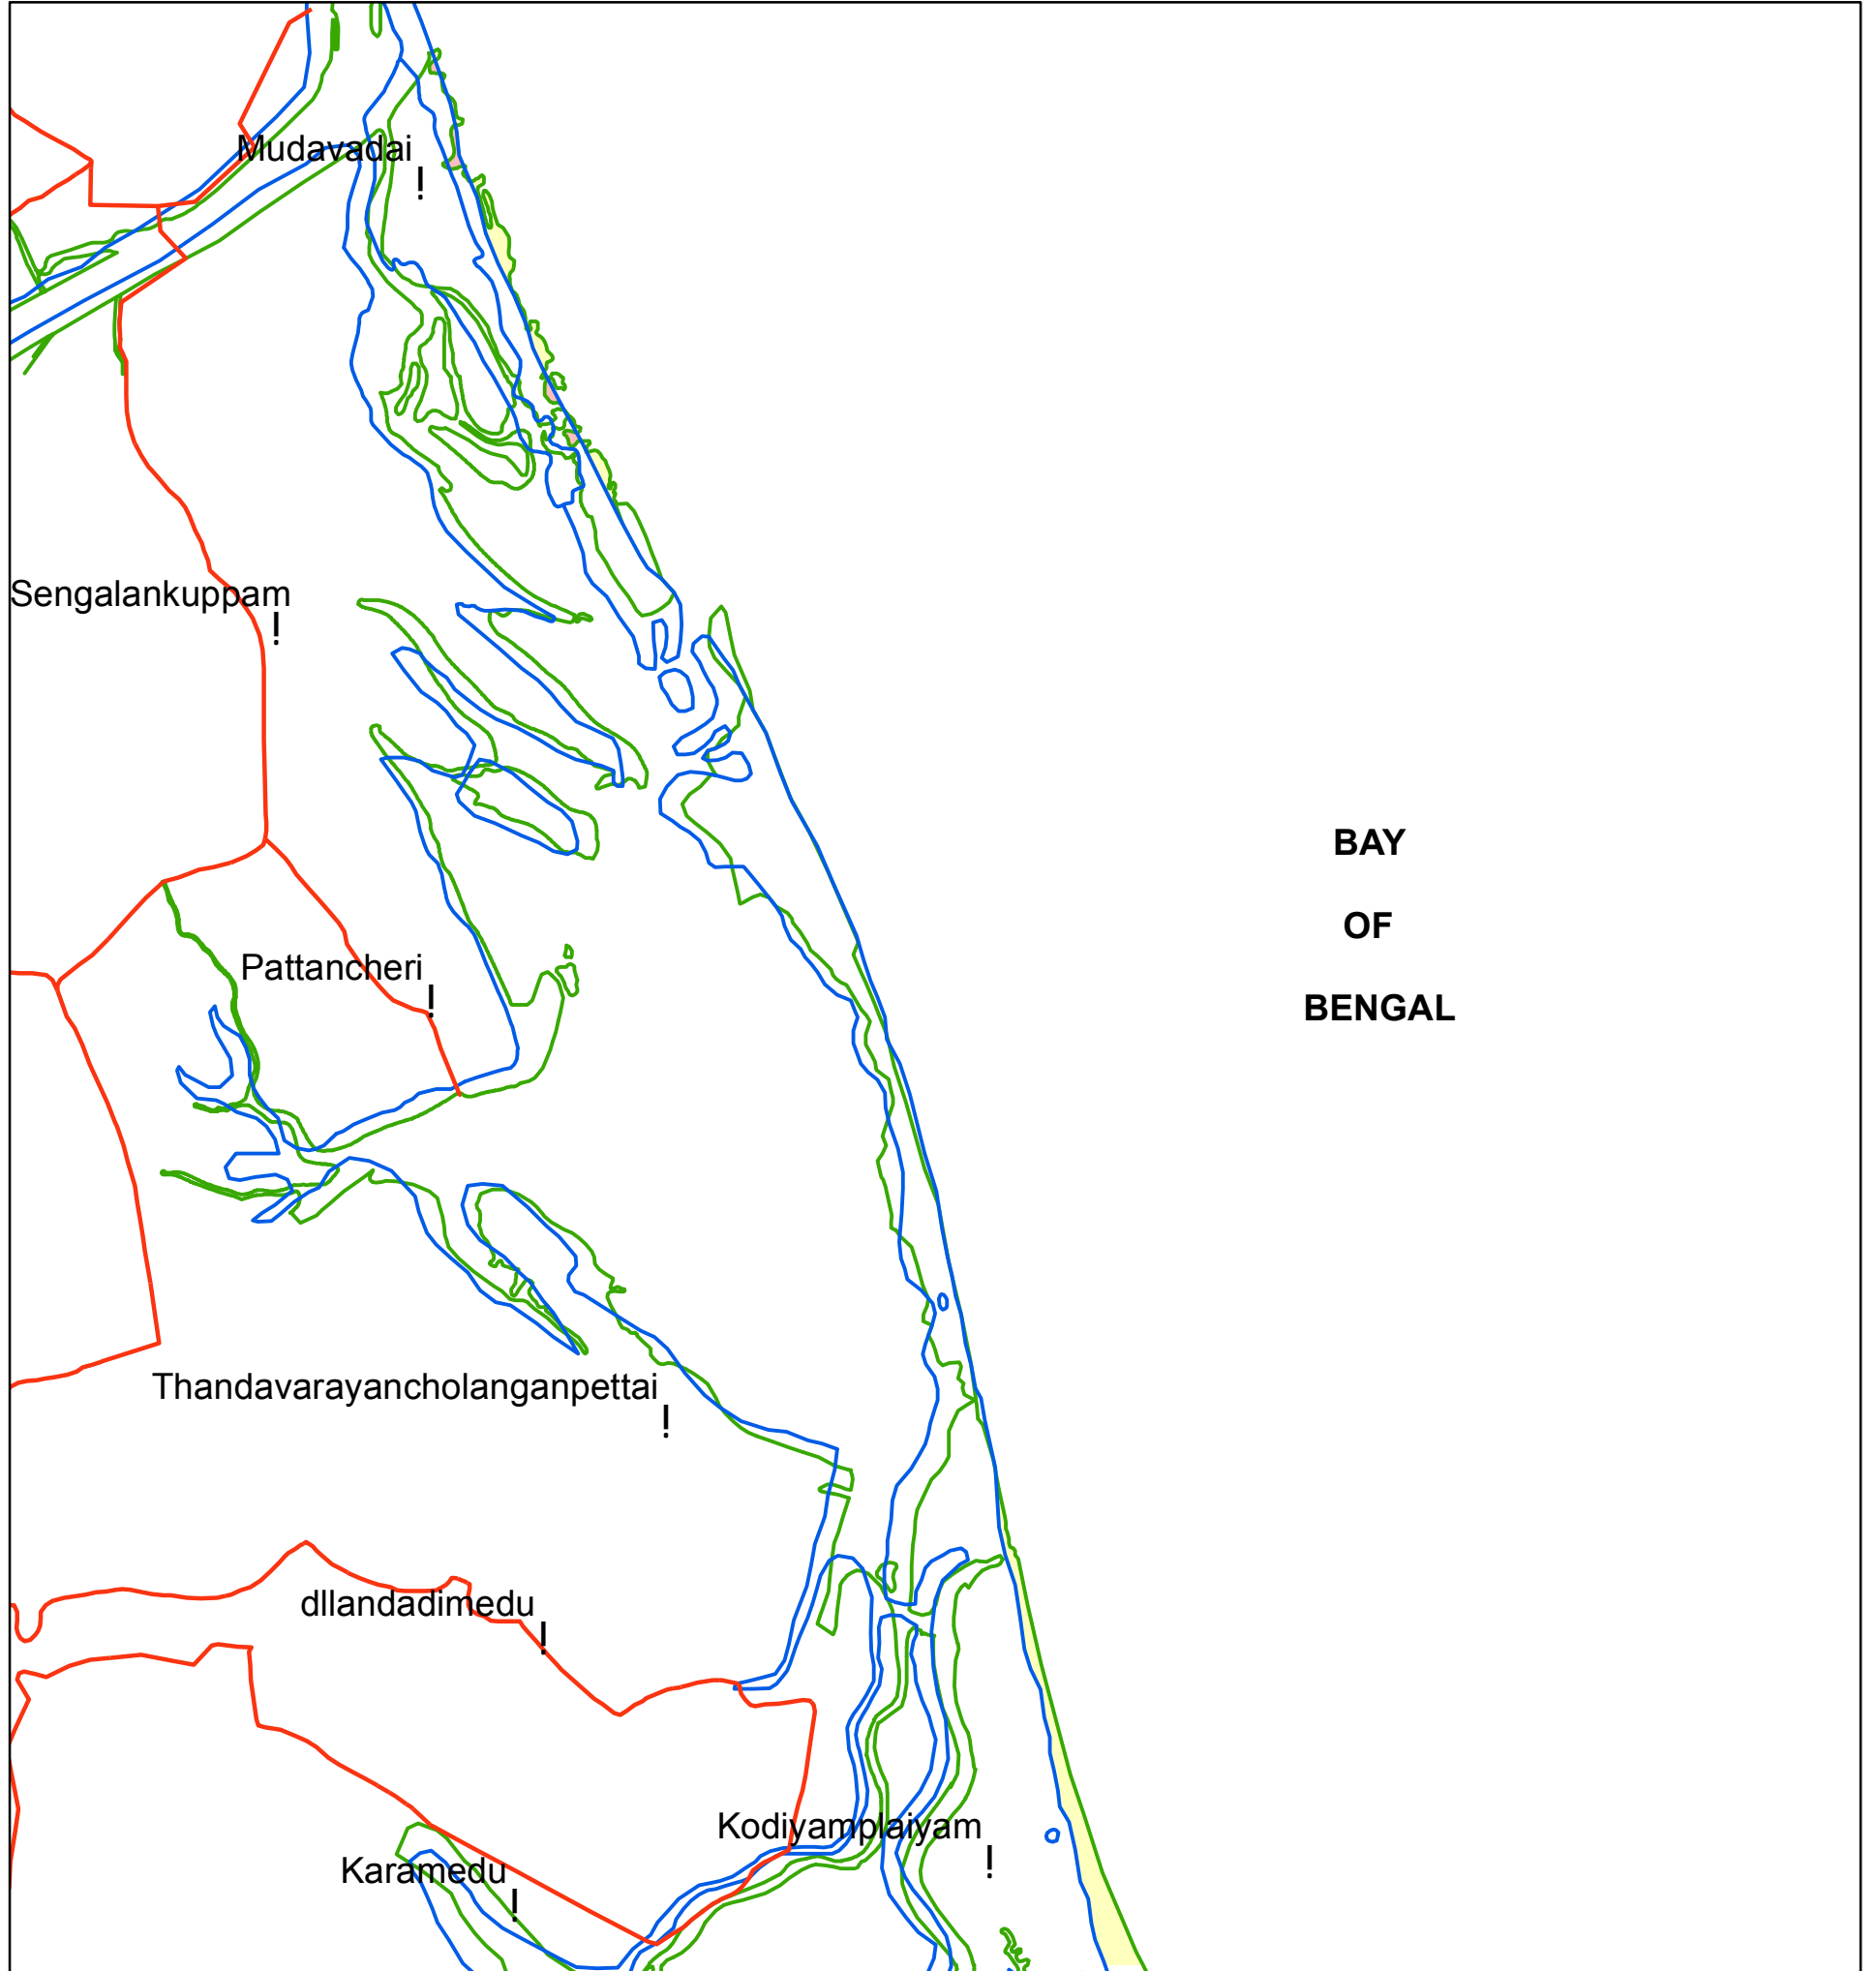 Mudavadai
!
Sengalankuppam
!
BAY
OF
BENGAL
Pattancheri
!
Thandavarayancholanganpettai
!
dllandadimedu
!
Kodiyamplaiyam
!
Karamedu
!